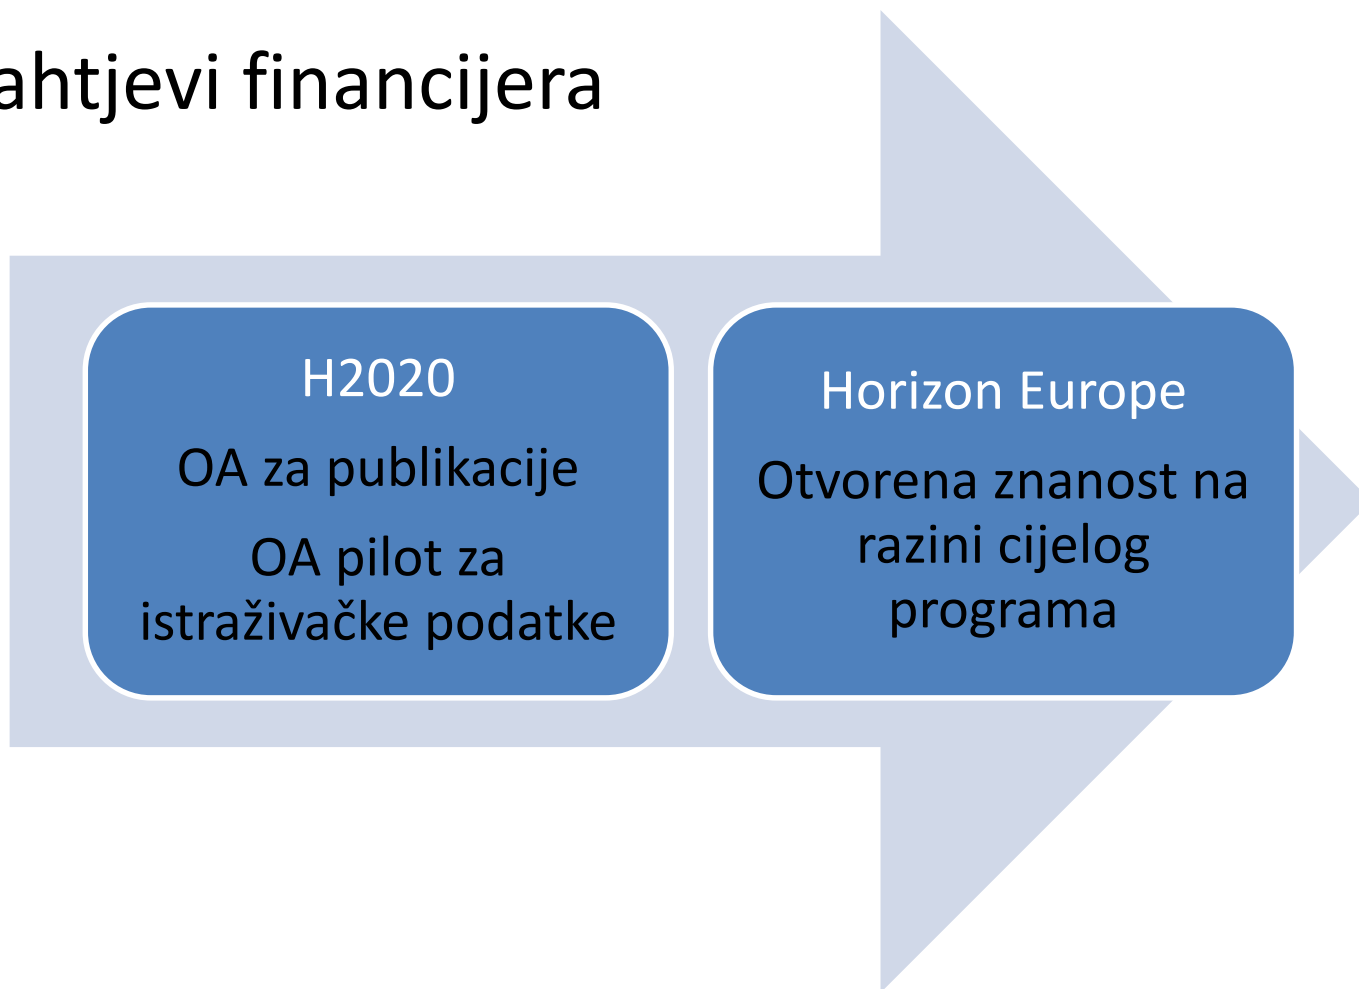 ahtjevi financijera
H2020
OA za publikacije
OA pilot za
istraživačke podatke
Horizon Europe
Otvorena znanost na
razini cijelog
programa